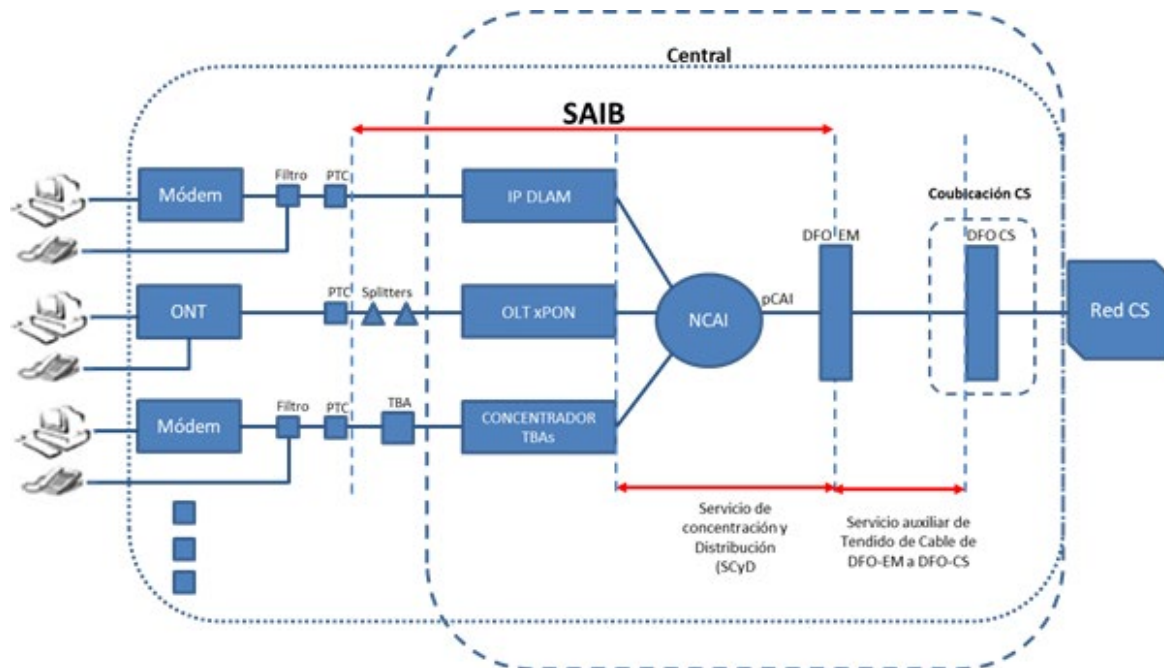 Central
SAIB
Filtro
PTC
Módem
IP DLAM
Coubicación CS
DFO EM
DFO CS
PTC
Splitters
ONT
OLT xPON
NCAI
pCAI
Red CS
Filtro
PTC
TBA
Módem
CONCENTRADOR
TBAs
Servicio de
concentración y
Distribución
(SCyD
Servicio auxiliar de
Tendido de Cable de
DFO-EM a DFO-CS